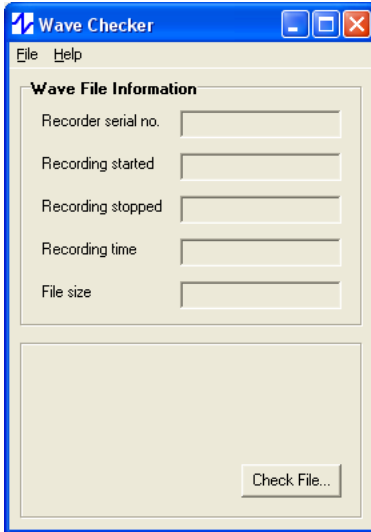 Wave Checker
File Help
Wave File Information
Recorder serial no.
Recording started
Recording stopped
Recording time
File size
Check File...